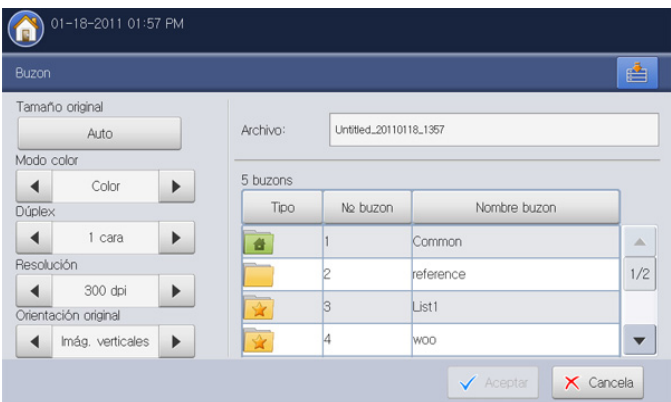 01-18-2011 01:57 PM
Buzon
Tamaño original
Auto
Modo color
Color
Dúplex
1 cara
Resolución
300 dpi
Orientación original
Imág. verticales
Archivo:
Untitled_20110118_1357
5 buzons
Tipo Nº buzon Nombre buzon
1 Common
2 reference
3 List1
4 woo
1/2
Aceptar
Cancela